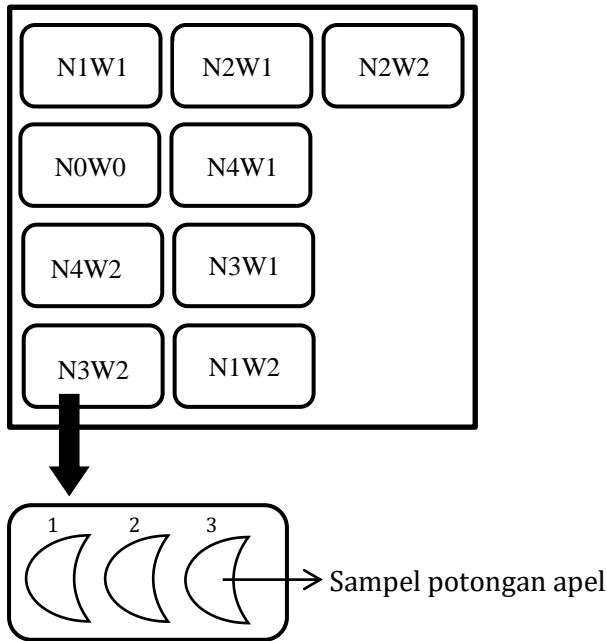 N1W1 N2W1 N2W2
N0W0 N4W1
N4W2 N3W1
N3W2 N1W2
1 2 3
Sampel potongan apel